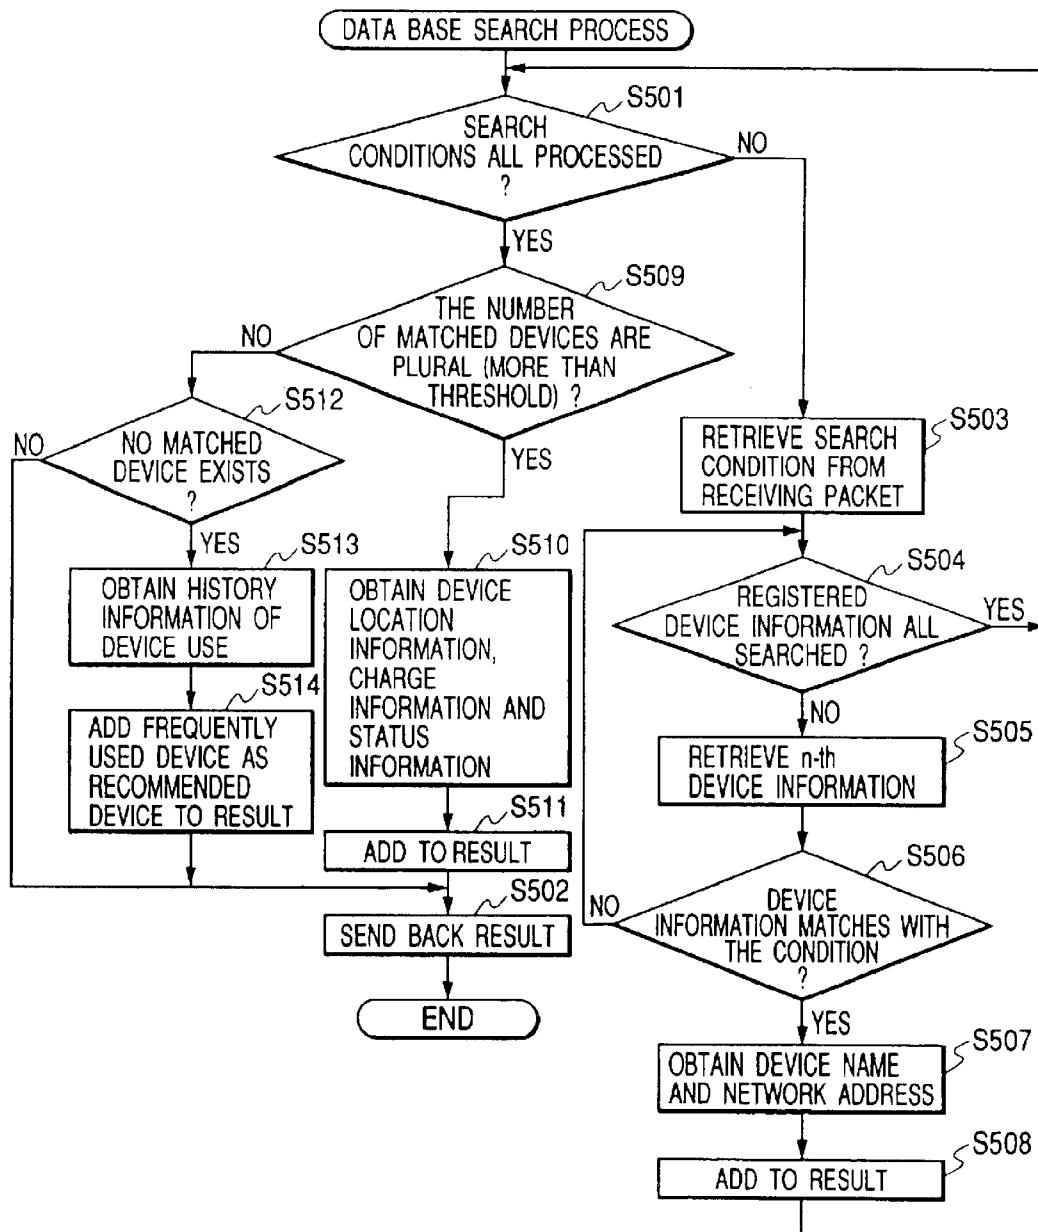 DATA BASE SEARCH PROCESS
S501
SEARCH
CONDITIONS ALL PROCESSED
?
NO
YES
S509
THE NUMBER
OF MATCHED DEVICES ARE
PLURAL (MORE THAN
THRESHOLD) ?
NO
YES
S512
NO MATCHED
DEVICE EXISTS
?
NO
YES
S513
OBTAIN HISTORY
INFORMATION OF
DEVICE USE
S514
ADD FREQUENTLY
USED DEVICE AS
RECOMMENDED
DEVICE TO RESULT
S510
OBTAIN DEVICE
LOCATION
INFORMATION,
CHARGE
INFORMATION AND
STATUS
INFORMATION
S511
ADD TO RESULT
S502
SEND BACK RESULT
END
S503
RETRIEVE SEARCH
CONDITION FROM
RECEIVING PACKET
S504
REGISTERED
DEVICE INFORMATION ALL
SEARCHED ?
YES
NO
S505
RETRIEVE n-th
DEVICE INFORMATION
S506
DEVICE
INFORMATION MATCHES WITH
THE CONDITION
?
NO
YES
S507
OBTAIN DEVICE NAME
AND NETWORK ADDRESS
S508
ADD TO RESULT